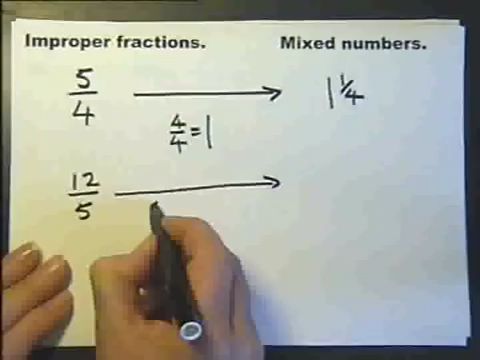 Improper fractions. Mixed numbers.
5/4 → 1 1/4
4/4 = 1
12/5 →